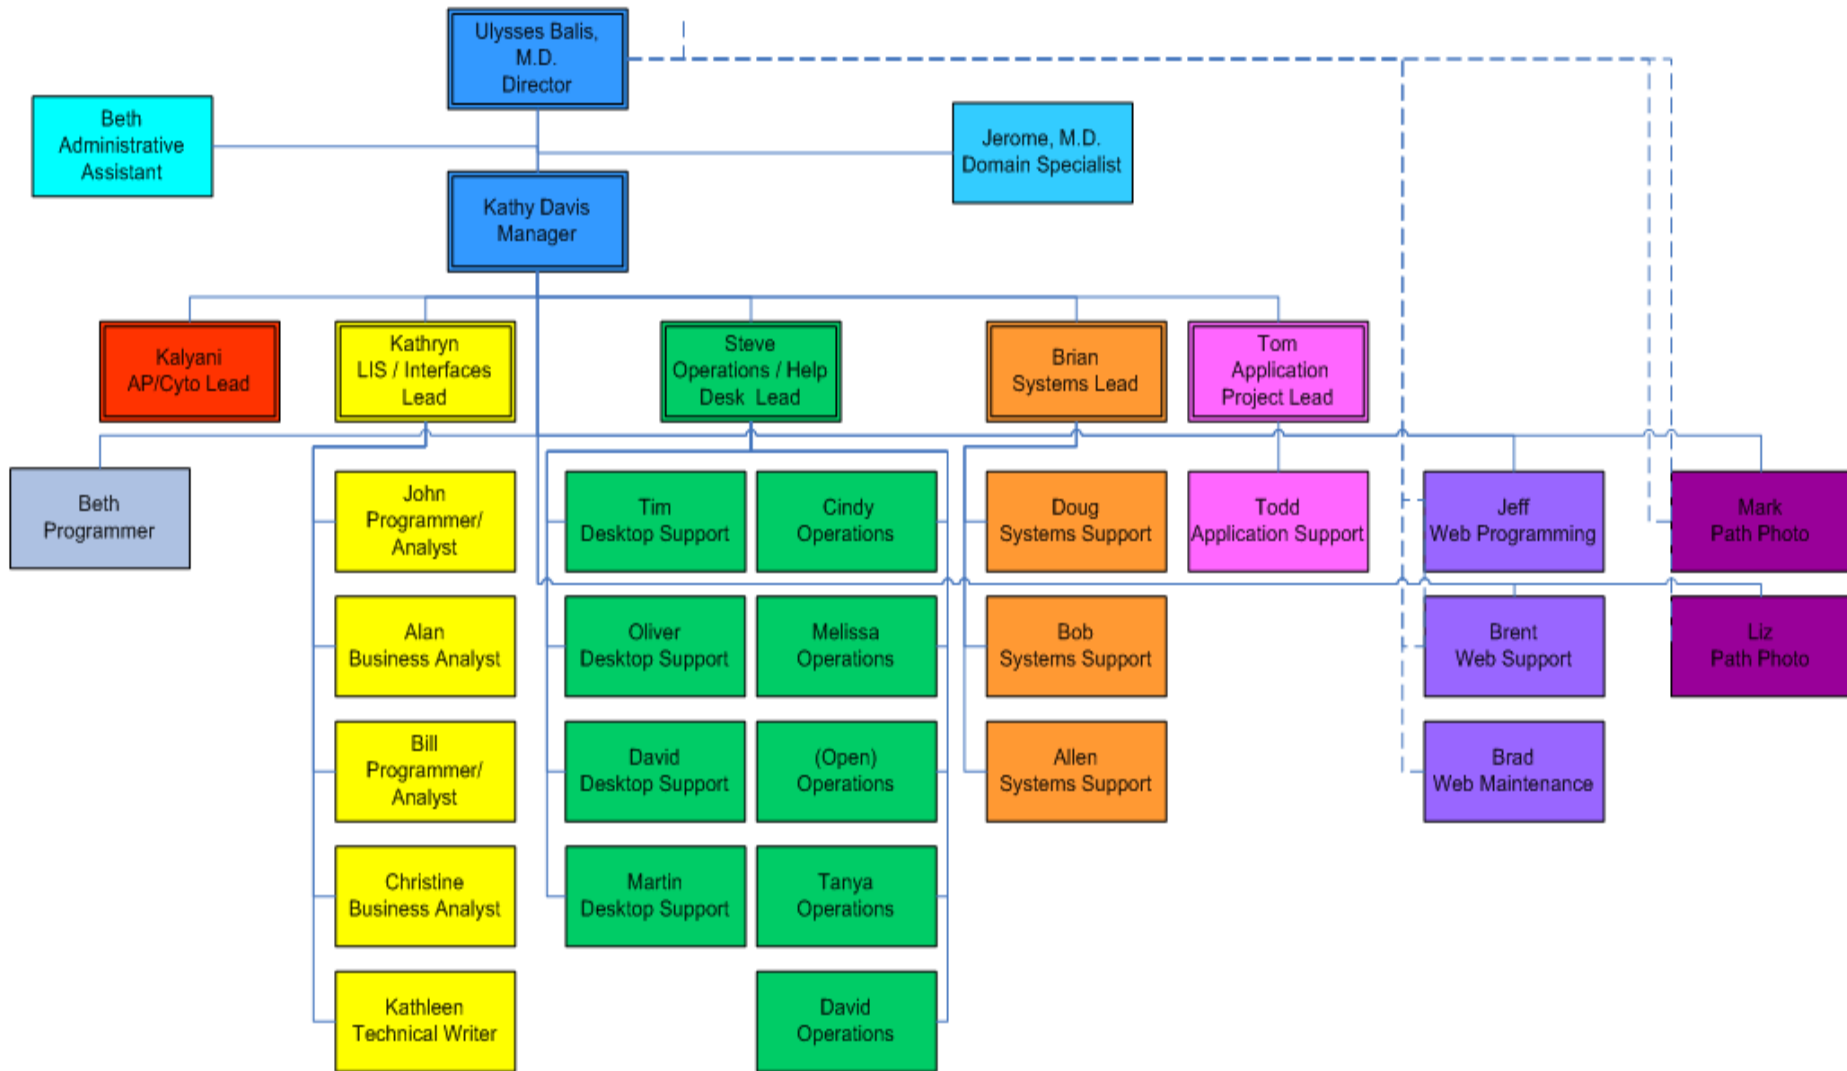 Ulysses Balis,
M.D.
Director
Beth
Administrative
Assistant
Jerome, M.D.
Domain Specialist
Kathy Davis
Manager
Kalyani
AP/Cyto Lead
Kathryn
LIS / Interfaces
Lead
Steve
Operations / Help
Desk Lead
Brian
Systems Lead
Tom
Application
Project Lead
Beth
Programmer
John
Programmer/
Analyst
Tim
Desktop Support
Cindy
Operations
Doug
Systems Support
Todd
Application Support
Jeff
Web Programming
Mark
Path Photo
Alan
Business Analyst
Oliver
Desktop Support
Melissa
Operations
Bob
Systems Support
Brent
Web Support
Liz
Path Photo
Bill
Programmer/
Analyst
David
Desktop Support
(Open)
Operations
Allen
Systems Support
Brad
Web Maintenance
Christine
Business Analyst
Martin
Desktop Support
Tanya
Operations
Kathleen
Technical Writer
David
Operations